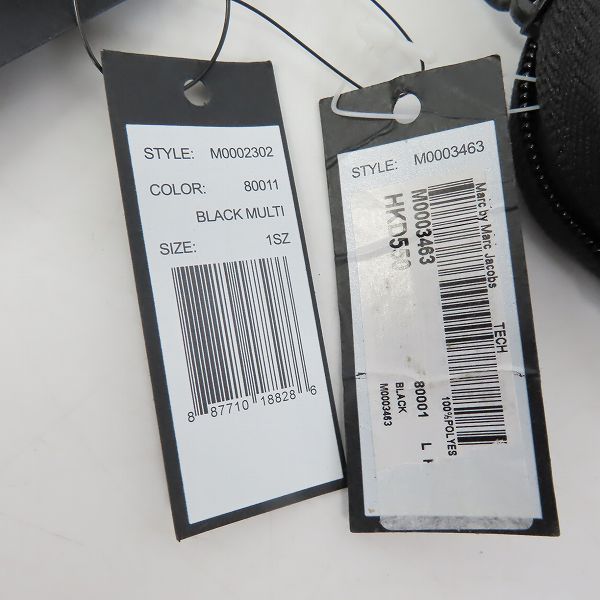 STYLE: M0002302
COLOR: 80011
BLACK MULTI
SIZE: 1SZ
8 87710 18828 6
STYLE: M0003463
Marc by Marc Jacobs
TECH
100%POLYES
M0003463
HKD550
80001 L
BLACK
M0003463